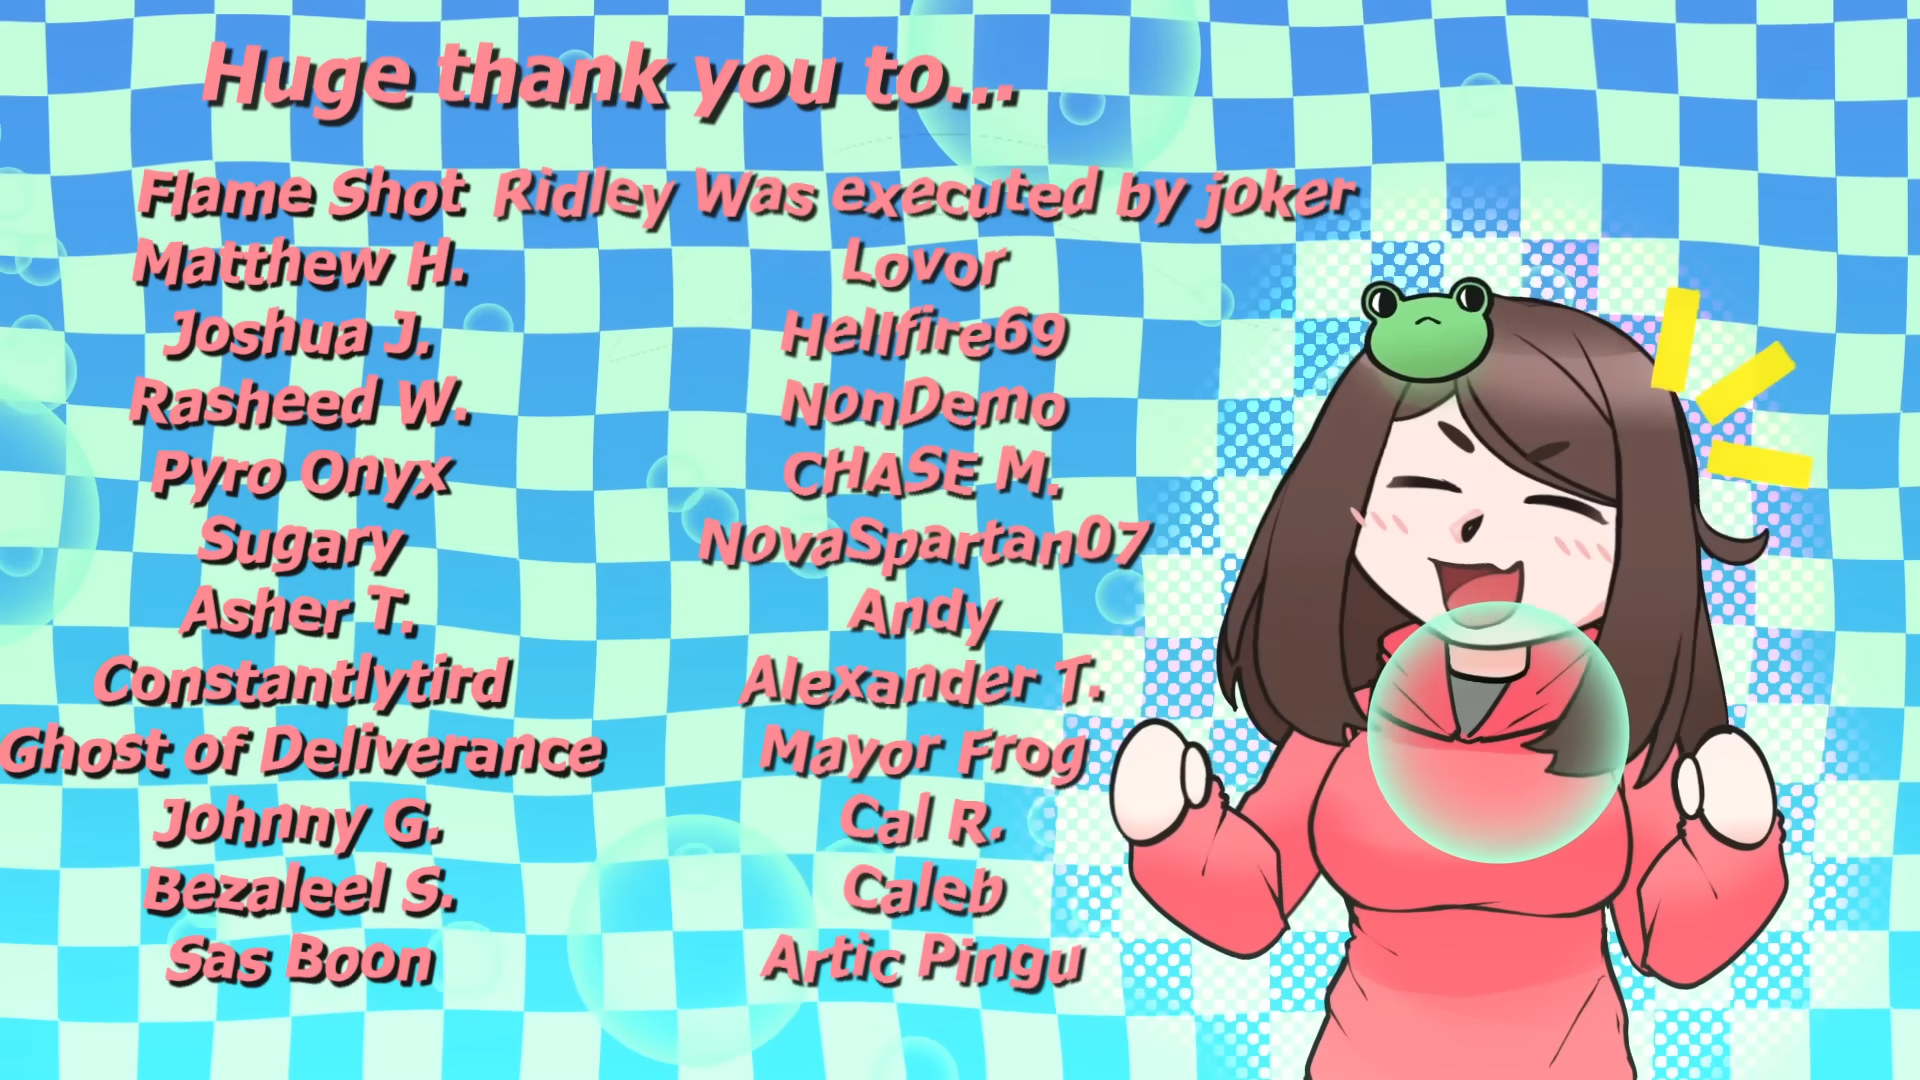 Huge thank you to...
Flame Shot
Matthew H.
Joshua J.
Rasheed W.
Pyro Onyx
Sugary
Asher T.
Constantlytird
Ghost of Deliverance
Johnny G.
Bezaleel S.
Sas Boon
Ridley Was executed by joker
Lovor
Hellfire69
NonDemo
CHASE M.
NovaSpartan07
Andy
Alexander T.
Mayor Frog
Cal R.
Caleb
Artic Pingu